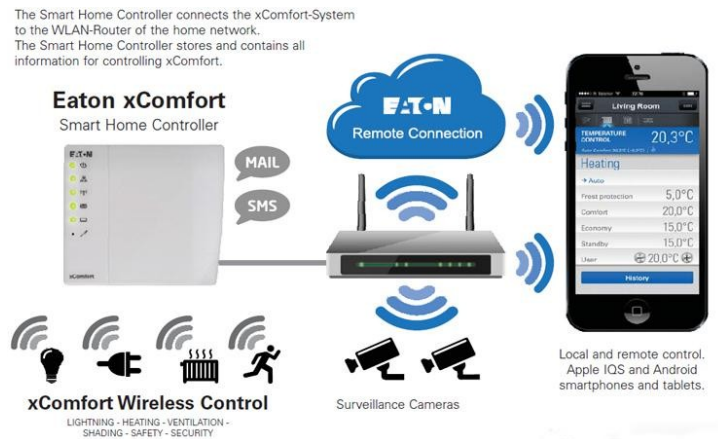 The Smart Home Controller connects the xComfort-System
to the WLAN-Router of the home network.
The Smart Home Controller stores and contains all
information for controlling xComfort.
Eaton xComfort
Smart Home Controller
EATON
MAIL
SMS
xComfort
EATON
Remote Connection
Living Room
TEMPERATURE
CONTROL
20,3°C
Heating
Auto
Frost protection 5,0°C
Comfort 20,0°C
Economy 15,0°C
Standby 15,0°C
User 20,0°C
History
xComfort Wireless Control
LIGHTNING - HEATING - VENTILATION -
SHADING - SAFETY - SECURITY
Surveillance Cameras
Local and remote control.
Apple IQS and Android
smartphones and tablets.